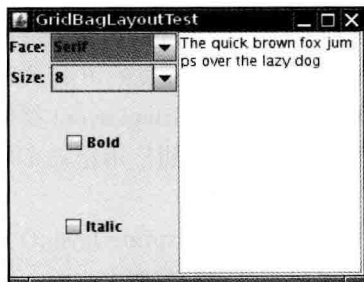 GridBagLayoutTest
Face: Serif
The quick brown fox jum
ps over the lazy dog
Size: 8
Bold
Italic